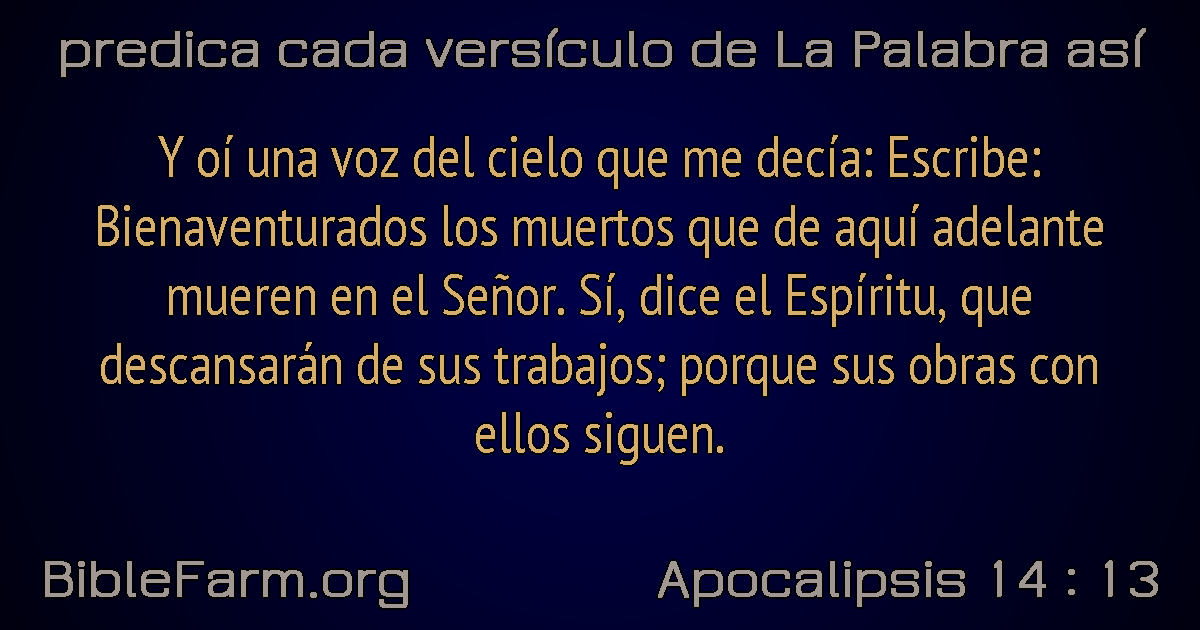 predica cada versículo de La Palabra así
Y oí una voz del cielo que me decía: Escribe:
Bienaventurados los muertos que de aquí adelante
mueren en el Señor. Sí, dice el Espíritu, que
descansarán de sus trabajos; porque sus obras con
ellos siguen.
BibleFarm.org
Apocalipsis 14 : 13